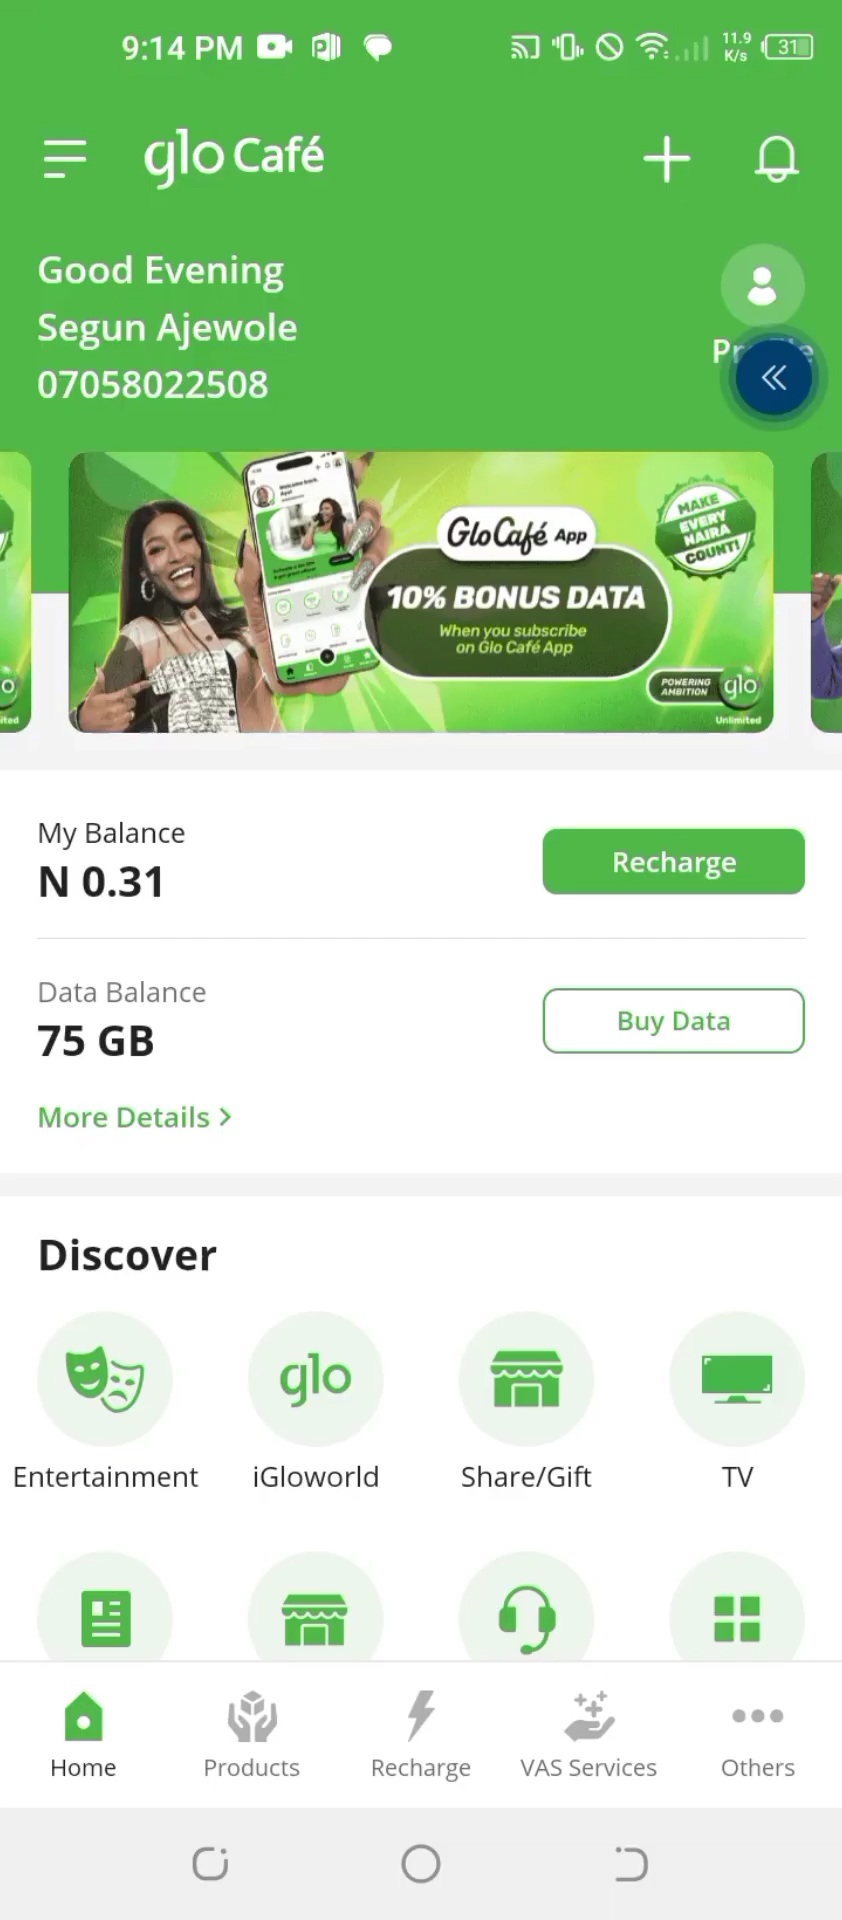 9:14 PM
11.9
K/s
31
glo Café
Good Evening
Segun Ajewole
07058022508
GloCafé App
10% BONUS DATA
When you subscribe
on Glo Café App
MAKE
EVERY
NAIRA
COUNT!
POWERING
AMBITION
glo
Unlimited
My Balance
N 0.31
Recharge
Data Balance
75 GB
Buy Data
More Details >
Discover
Entertainment
glo
iGloworld
Share/Gift
TV
Home
Products
Recharge
VAS Services
Others